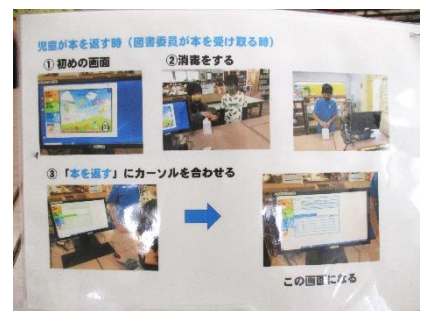 児童が本を返す時（図書委員が本を受け取る時）
① 初めの画面
②消毒をする
③「本を返す」にカーソルを合わせる
この画面になる